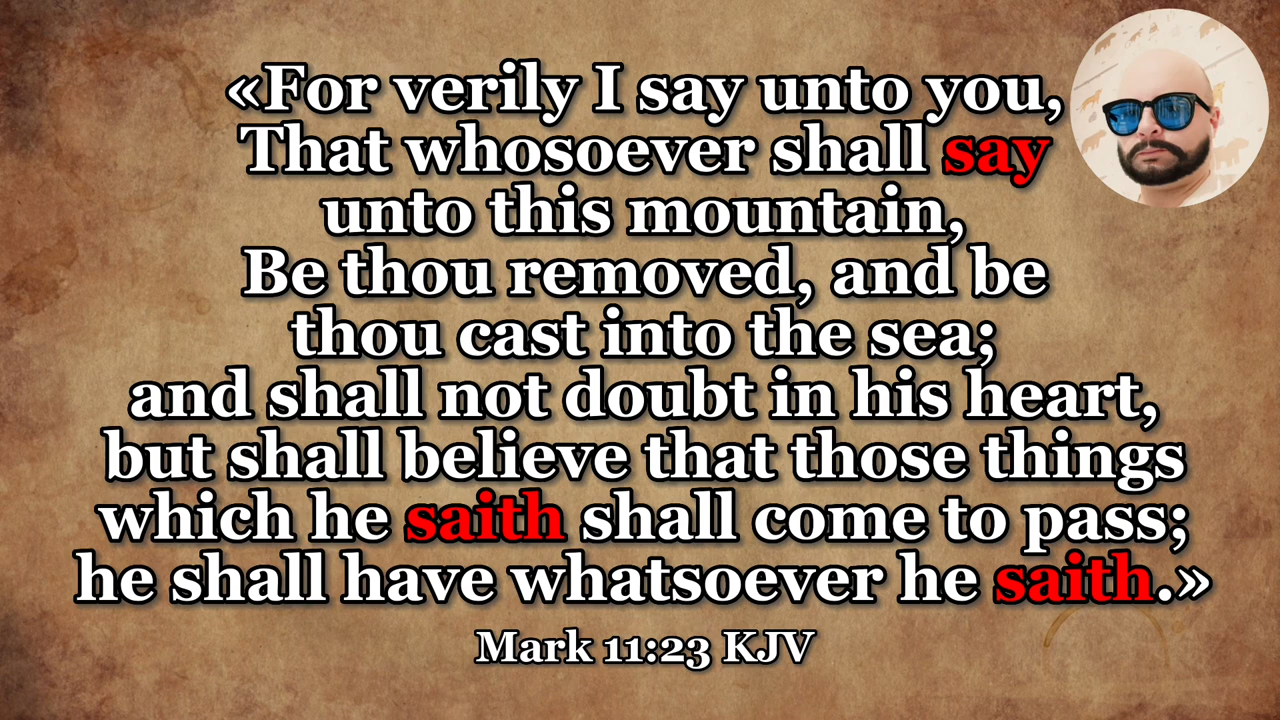 «For verily I say unto you,
That whosoever shall say
unto this mountain,
Be thou removed, and be
thou cast into the sea;
and shall not doubt in his heart,
but shall believe that those things
which he saith shall come to pass;
he shall have whatsoever he saith.»
Mark 11:23 KJV